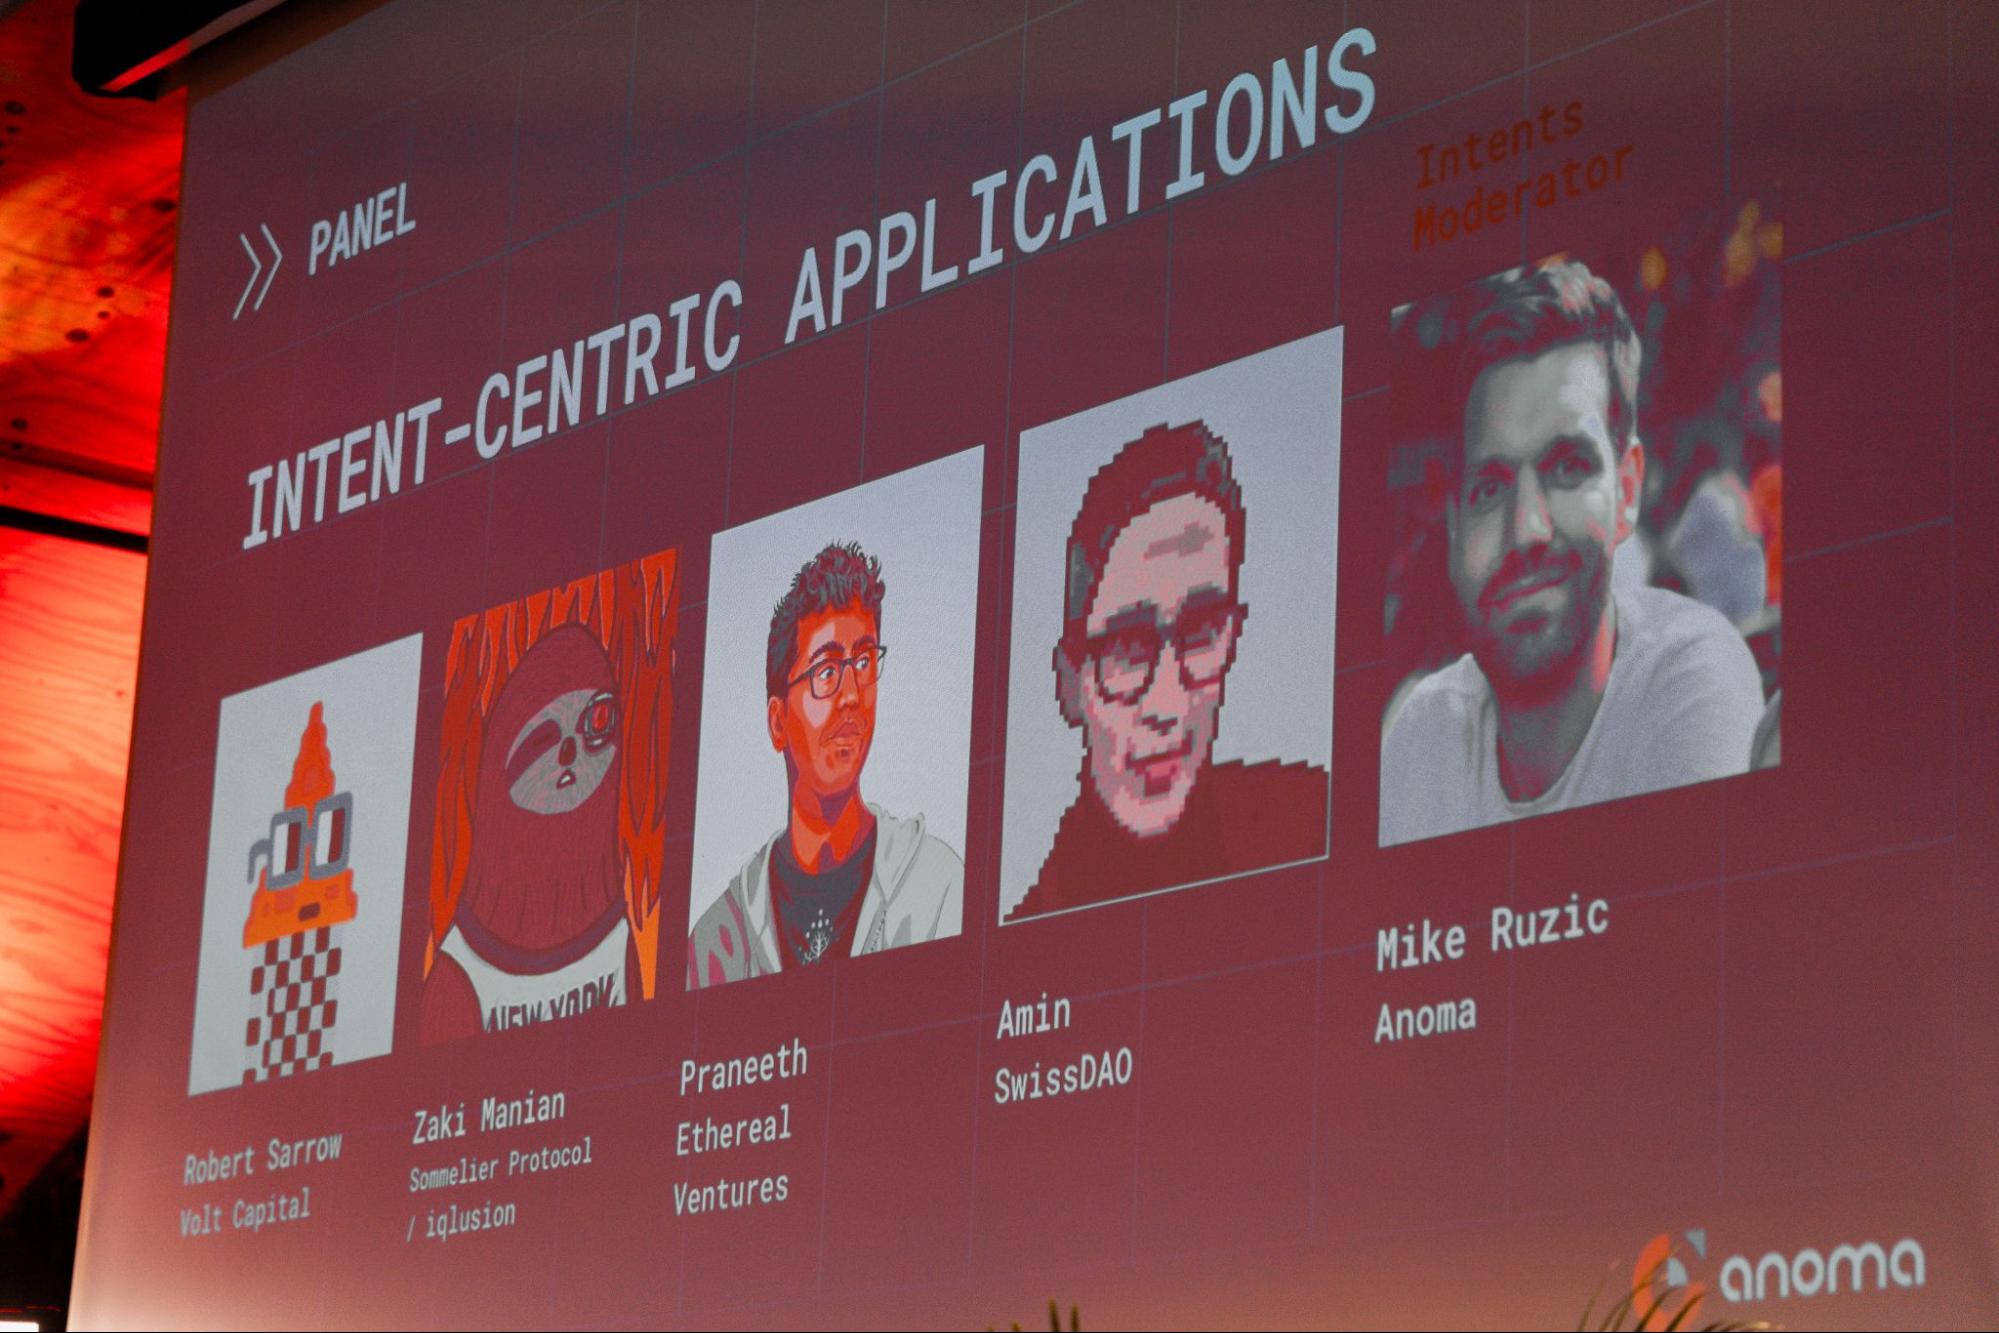 PANEL
INTENT-CENTRIC APPLICATIONS
Intents
Moderator
NEW YORK
Robert Sarrow
Volt Capital
Zaki Manian
Sommelier Protocol
/ iqlusion
Praneeth
Ethereal
Ventures
Amin
SwissDAO
Mike Ruzic
Anoma
anoma